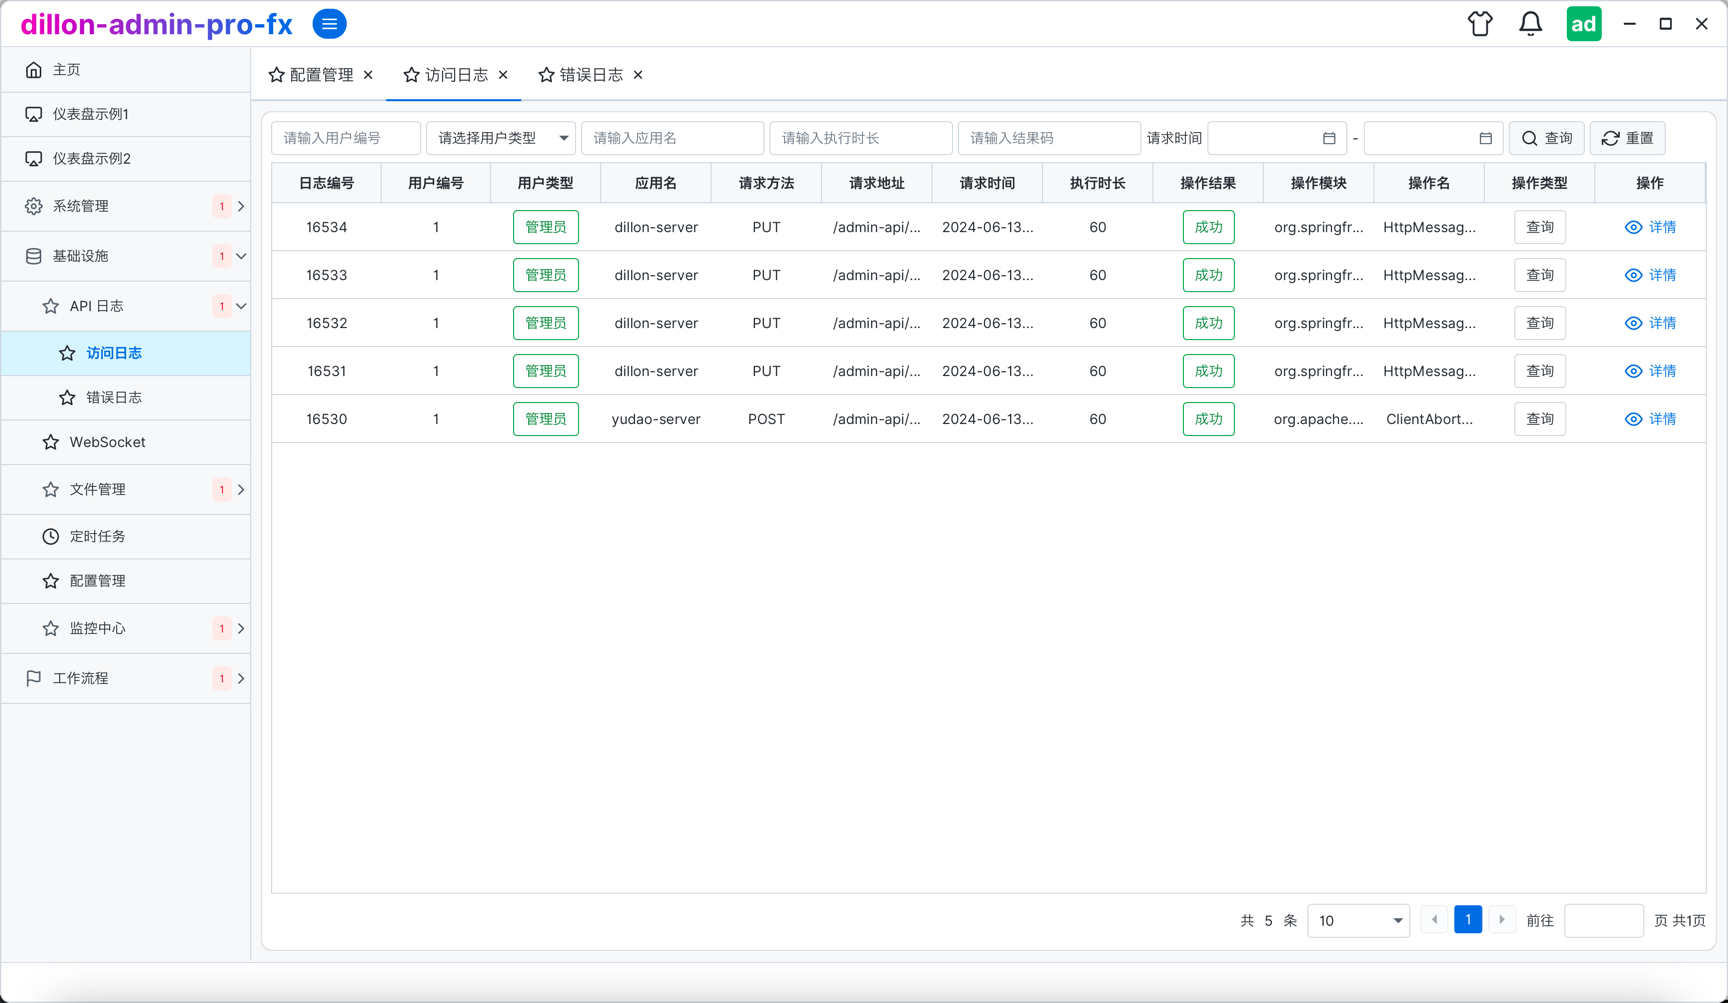 dillon-admin-pro-fx
ad
主页
仪表盘示例1
仪表盘示例2
系统管理 1
基础设施 1
API 日志 1
访问日志
错误日志
WebSocket
文件管理 1
定时任务
配置管理
监控中心 1
工作流程 1
配置管理 访问日志 错误日志
请输入用户编号 请选择用户类型 请输入应用名 请输入执行时长 请输入结果码 请求时间 - 查询 重置
日志编号 用户编号 用户类型 应用名 请求方法 请求地址 请求时间 执行时长 操作结果 操作模块 操作名 操作类型 操作
16534 1 管理员 dillon-server PUT /admin-api/... 2024-06-13... 60 成功 org.springfr... HttpMessag... 查询 详情
16533 1 管理员 dillon-server PUT /admin-api/... 2024-06-13... 60 成功 org.springfr... HttpMessag... 查询 详情
16532 1 管理员 dillon-server PUT /admin-api/... 2024-06-13... 60 成功 org.springfr... HttpMessag... 查询 详情
16531 1 管理员 dillon-server PUT /admin-api/... 2024-06-13... 60 成功 org.springfr... HttpMessag... 查询 详情
16530 1 管理员 yudao-server POST /admin-api/... 2024-06-13... 60 成功 org.apache.... ClientAbort... 查询 详情
共 5 条 10 1 前往 页 共1页